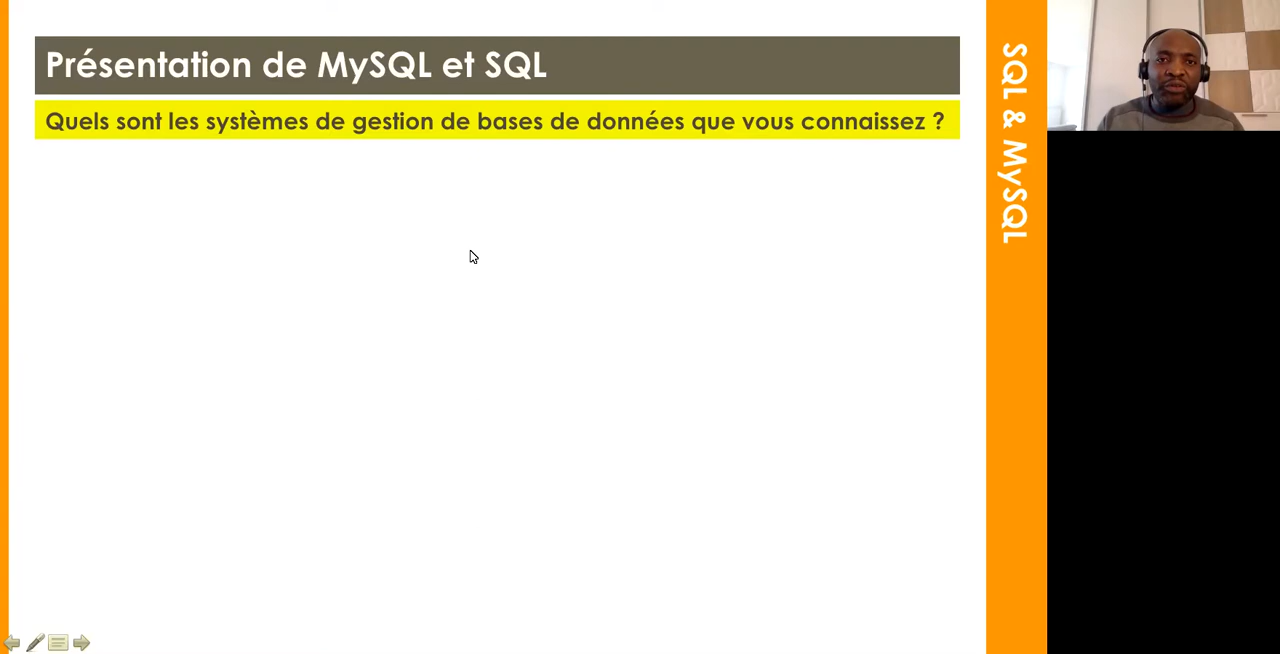 Présentation de MySQL et SQL
Quels sont les systèmes de gestion de bases de données que vous connaissez ?
SQL & MySQL